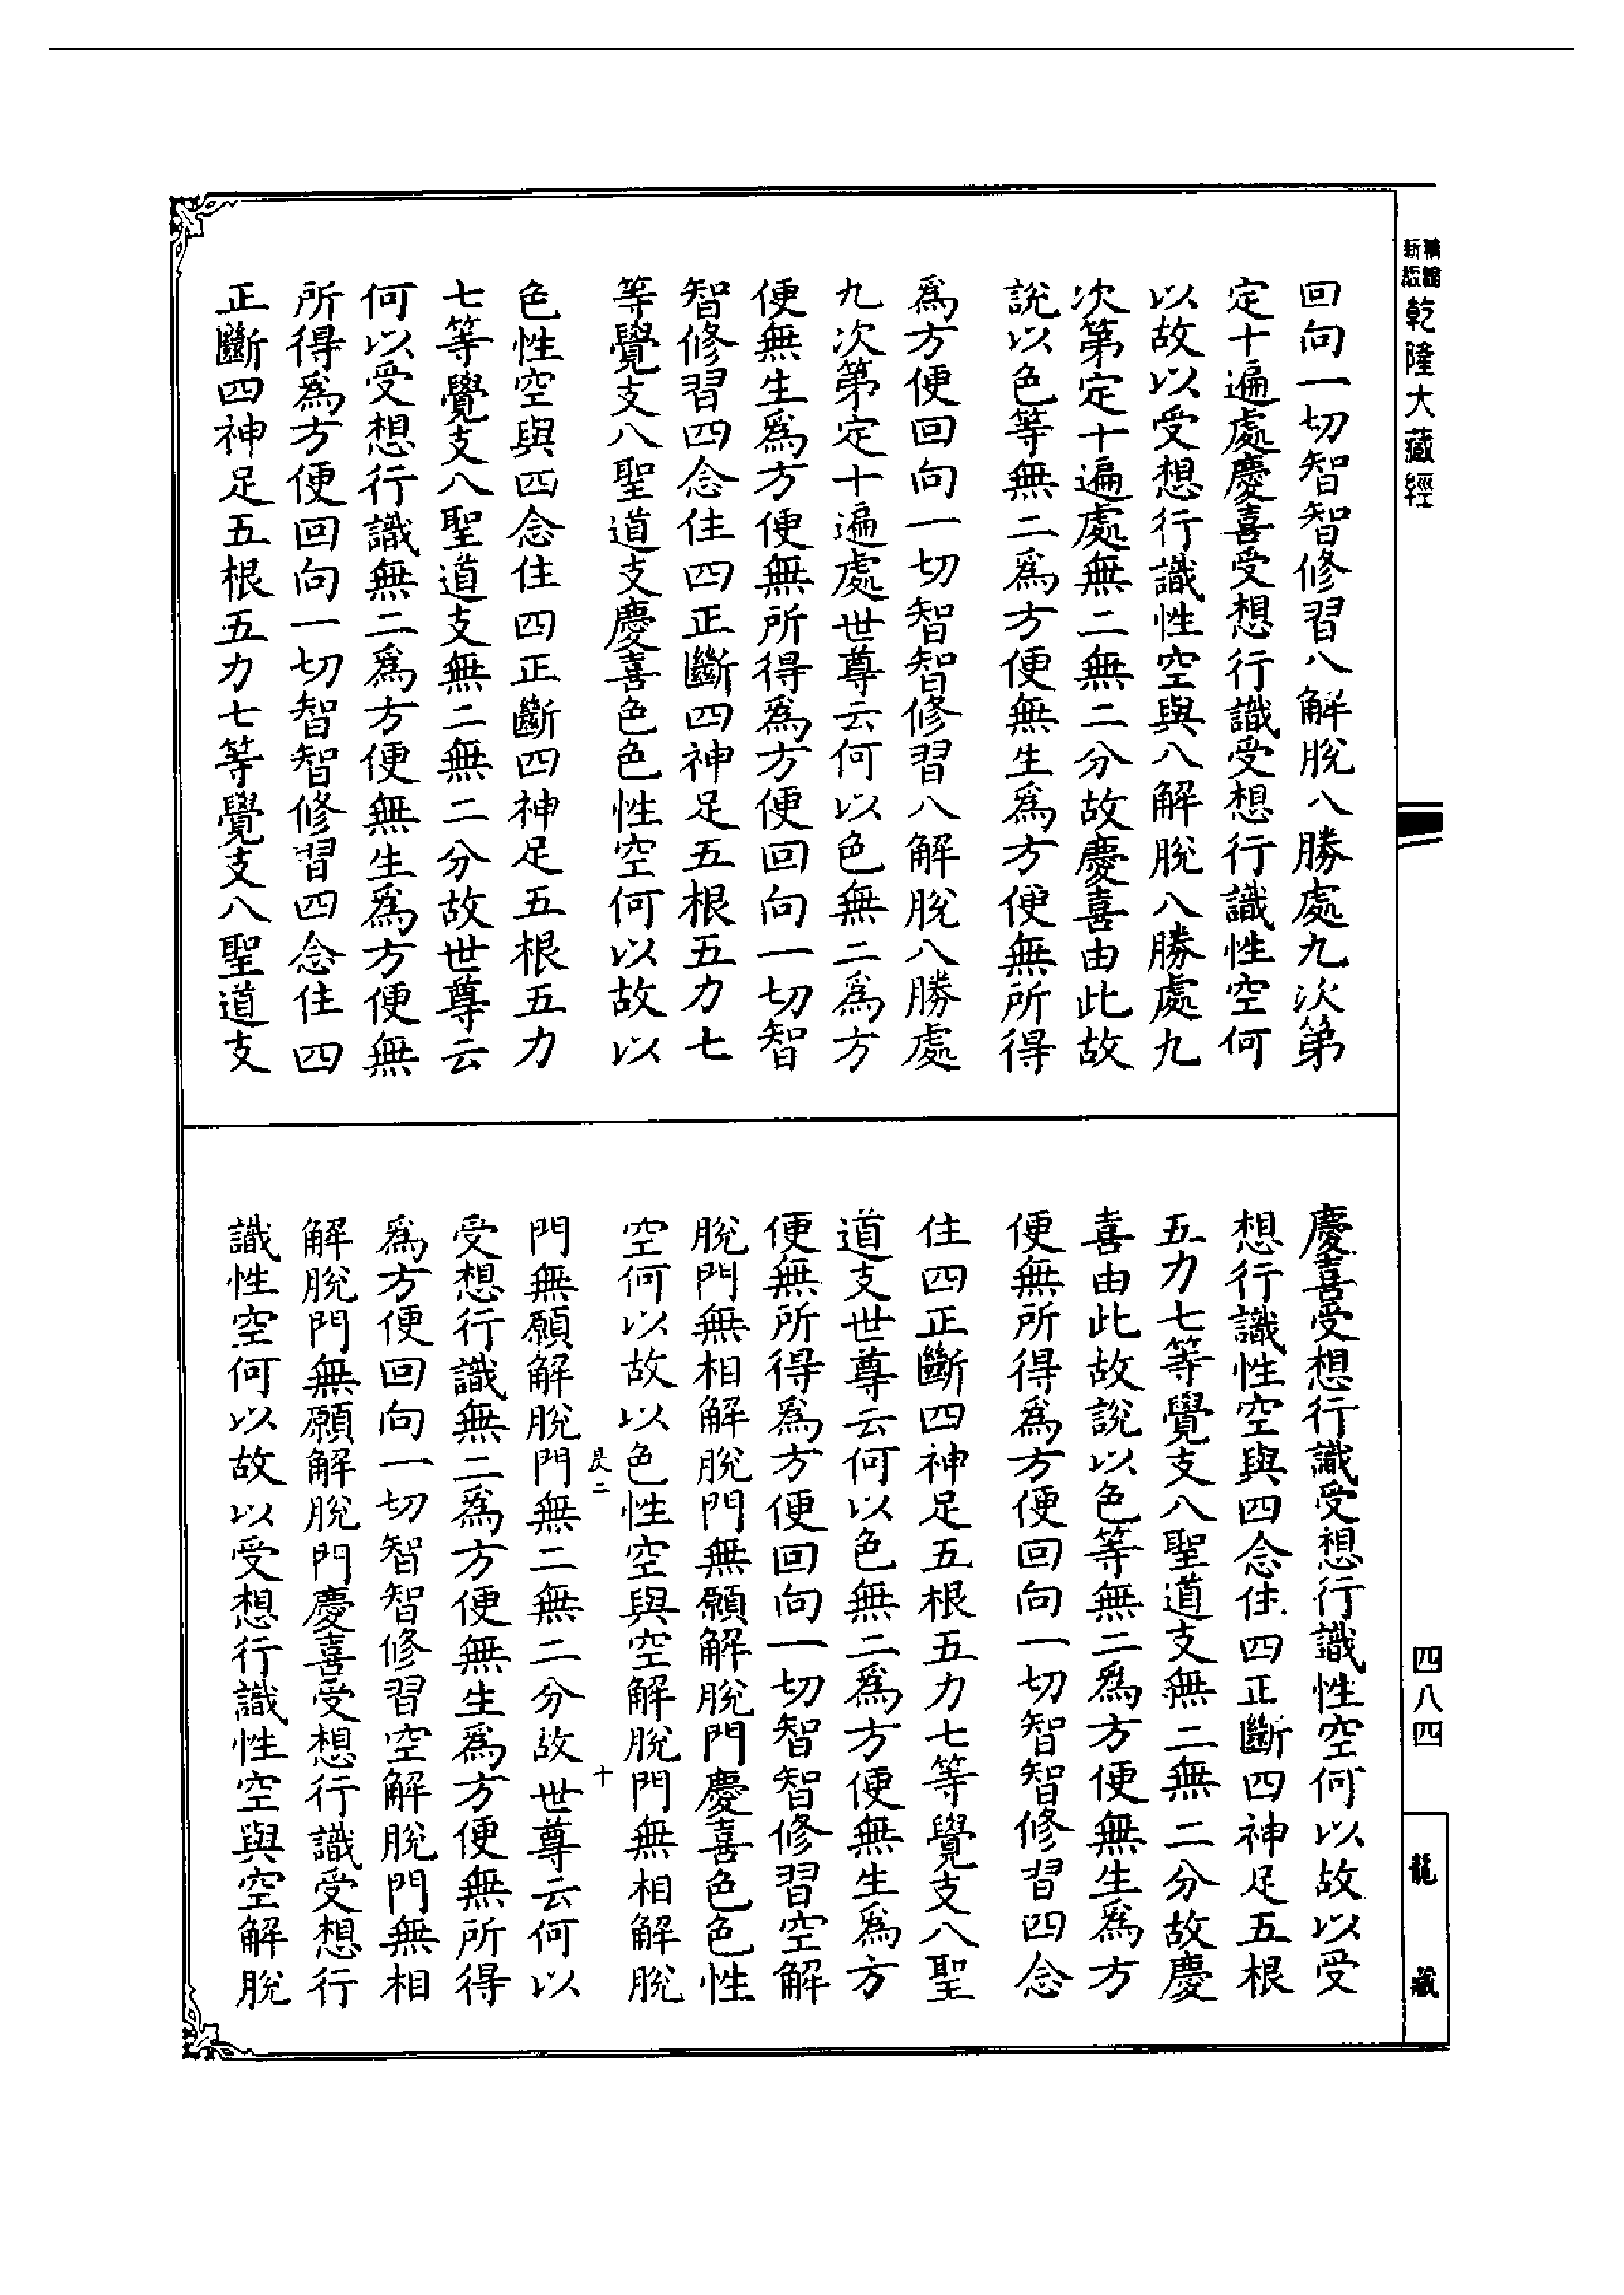 回向一切智智修習八解脫八勝處九次第
定十遍處慶喜受想行識受想行識性空何
以故以受想行識性空與八解脫八勝處九
次第定十遍處無二無二分故慶喜由此故
說以色等無二爲方便無生爲方便無所得
爲方便回向一切智智修習八解脫八勝處
九次第定十遍處世尊云何以色無二爲方
便無生爲方便無所得爲方便回向一切智
智修習四念住四正斷四神足五根五力七
等覺支八聖道支慶喜色色性空何以故以
色性空與四念住四正斷四神足五根五力
七等覺支八聖道支無二無二分故世尊云
何以受想行識無二爲方便無生爲方便無
所得爲方便回向一切智智修習四念住四
正斷四神足五根五力七等覺支八聖道支
慶喜受想行識受想行識性空何以故以受
想行識性空與四念住四正斷四神足五根
五力七等覺支八聖道支無二無二分故慶
喜由此故說以色等無二爲方便無生爲方
便無所得爲方便回向一切智智修習四念
住四正斷四神足五根五力七等覺支八聖
道支世尊云何以色無二爲方便無生爲方
便無所得爲方便回向一切智智修習空解
脫門無相解脫門無願解脫門慶喜色色性
空何以故以色性空與空解脫門無相解脫
門無願解脫門無二無二分故世尊云何以
受想行識無二爲方便無生爲方便無所得
爲方便回向一切智智修習空解脫門無相
解脫門無願解脫門慶喜受想行識受想行
識性空何以故以受想行識性空與空解脫
二
十
新編縮版
乾隆大藏經
四八四
龍藏